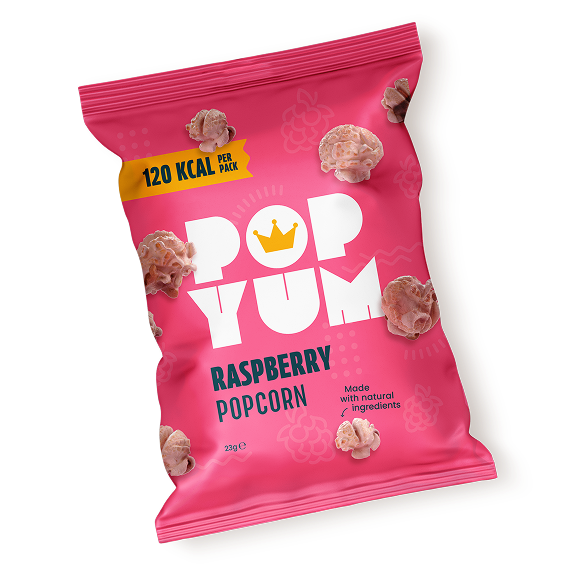 120 KCAL PER PACK
POP
YUM
RASPBERRY
POPCORN
Made
with natural
ingredients
23g ℮